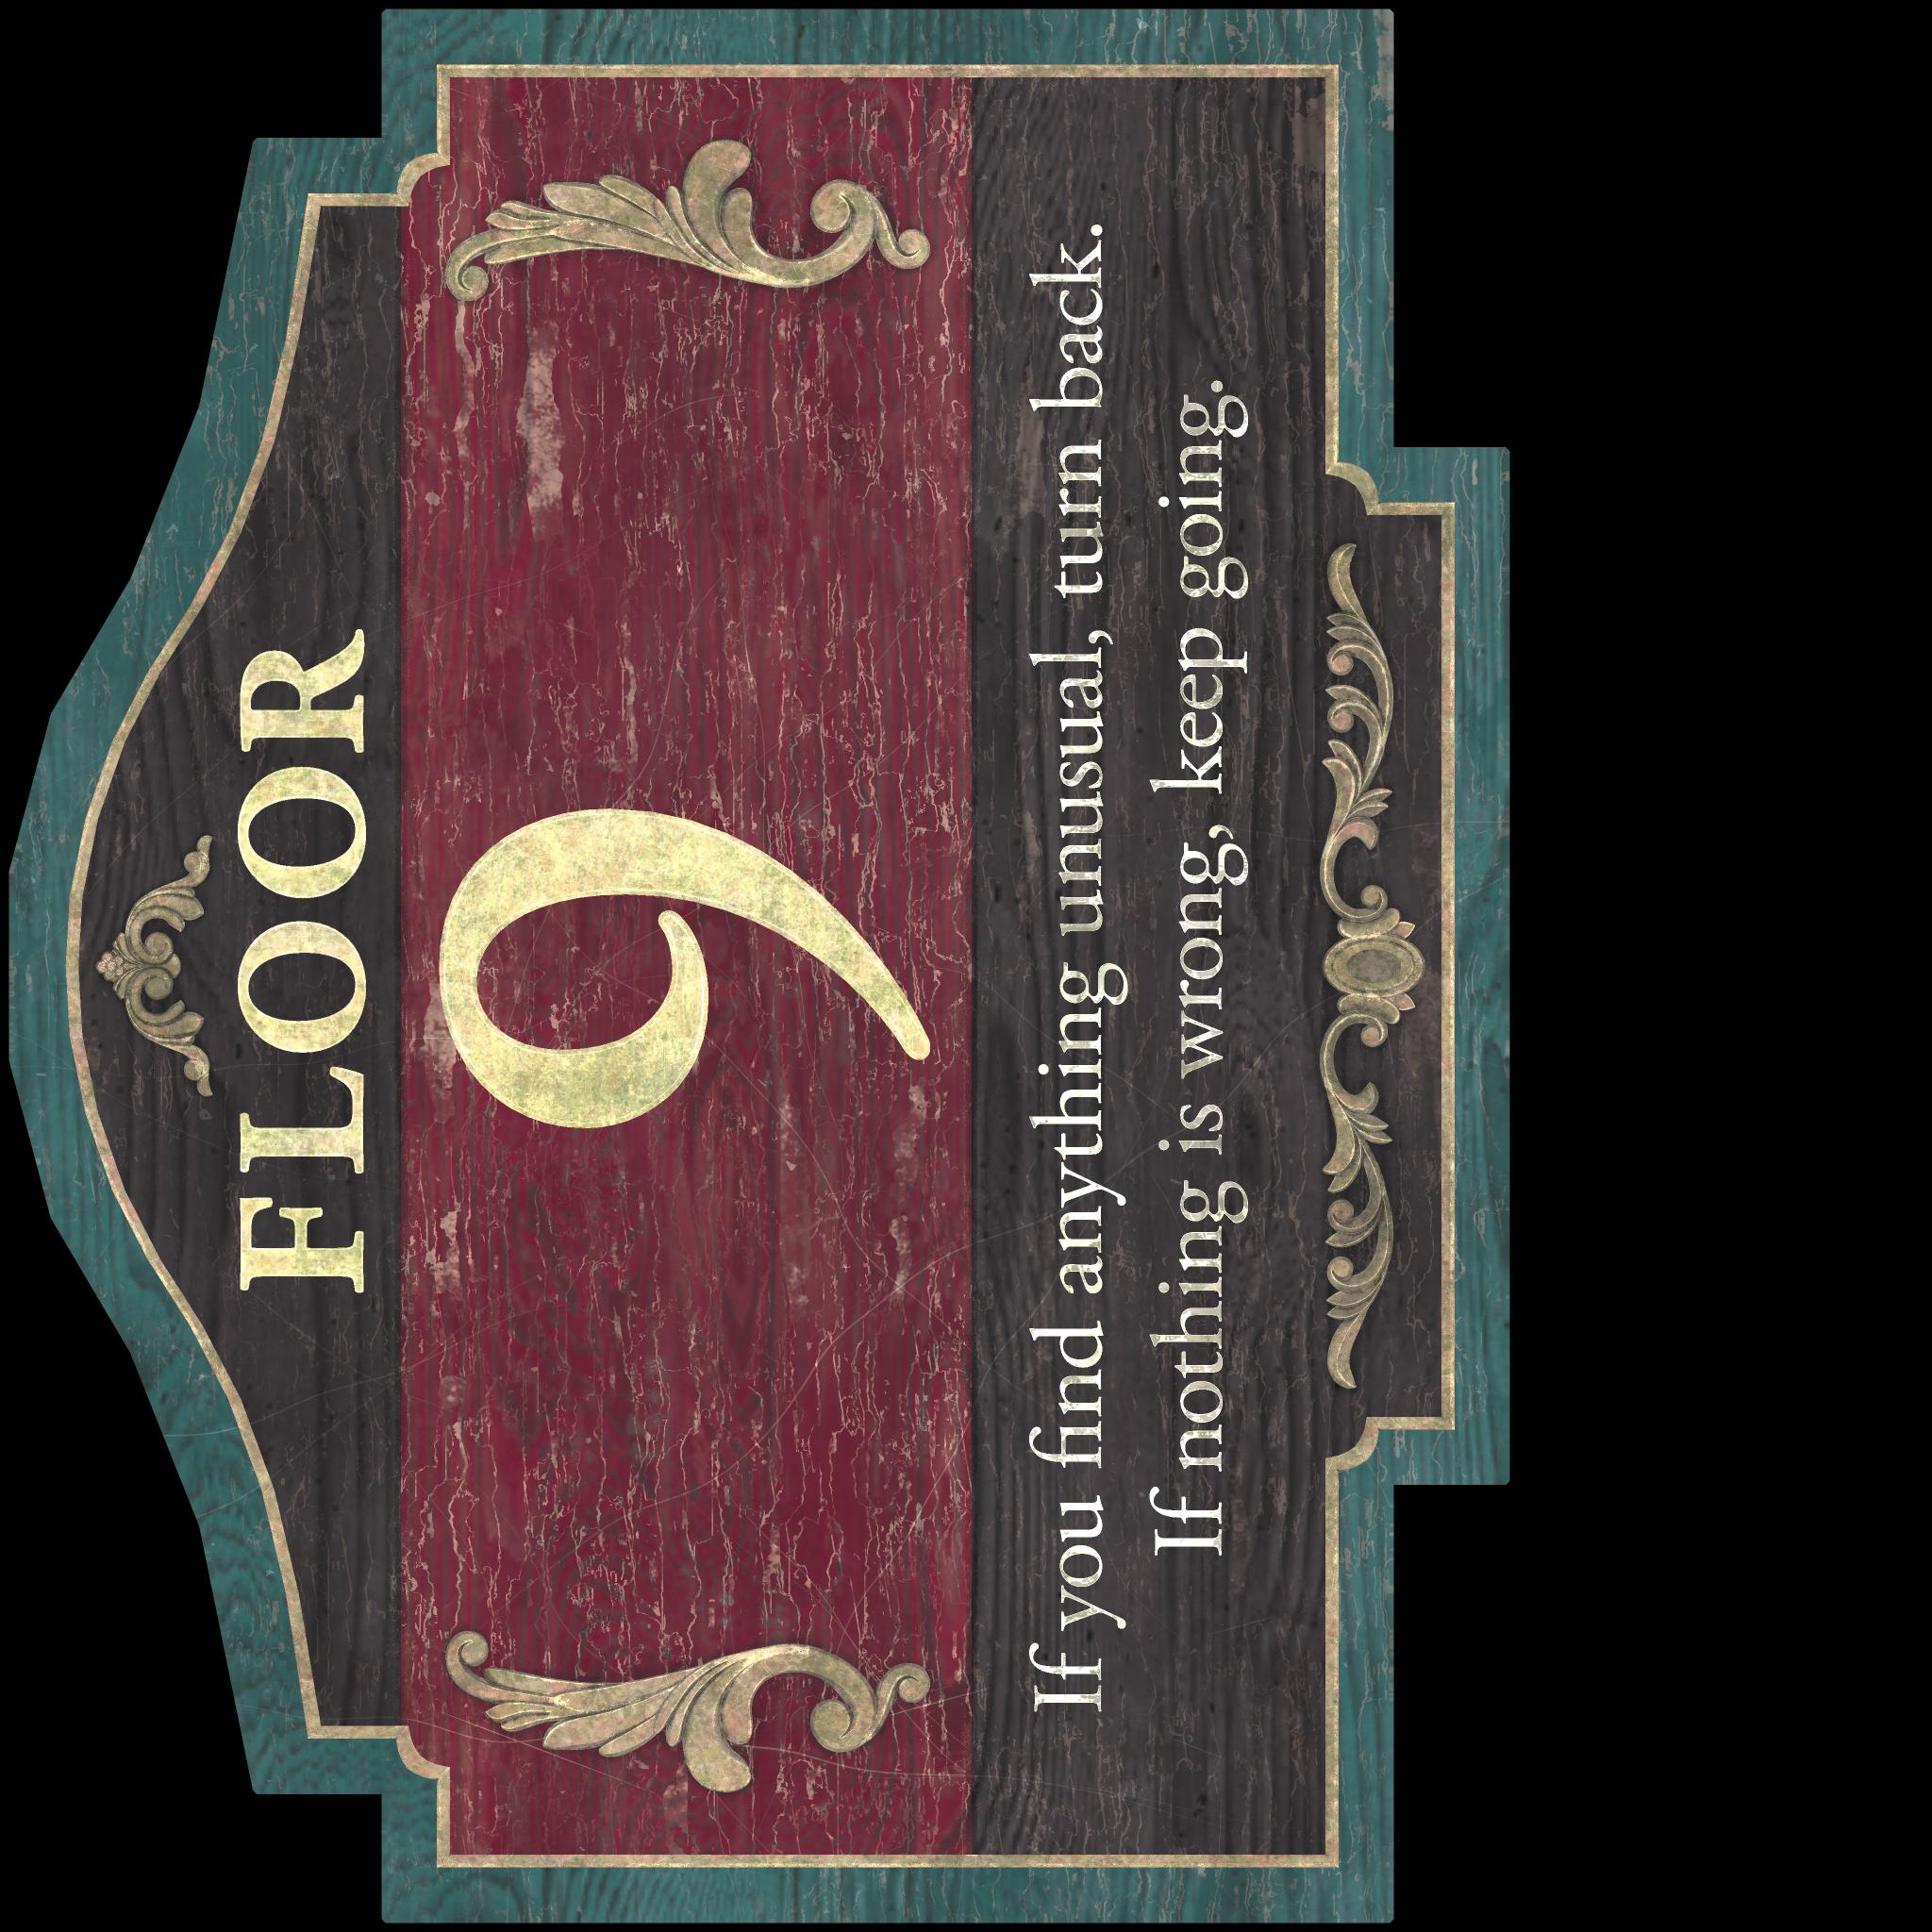 FLOOR
9
If you find anything unusual, turn back.
If nothing is wrong, keep going.